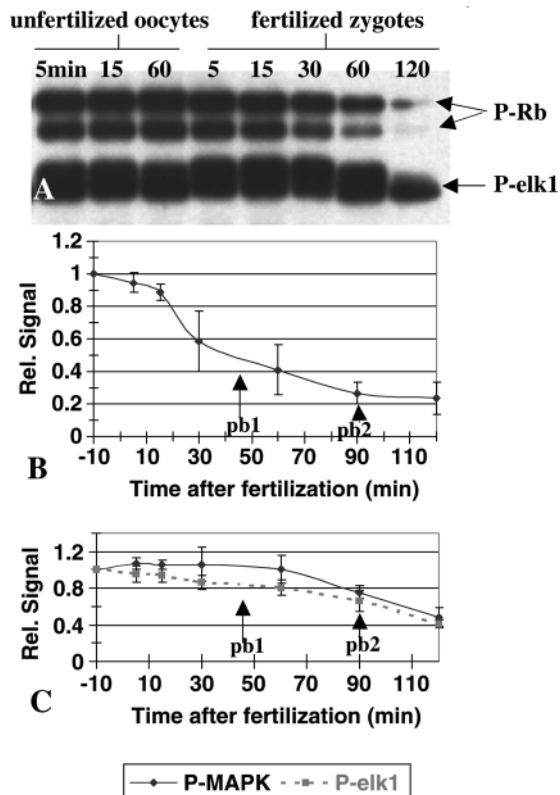 unfertilized oocytes fertilized zygotes
5min 15 60 5 15 30 60 120
P-Rb
P-elk1
A
1.2
1
0.8
0.6
0.4
0.2
0
Rel. Signal
pb1
pb2
-10 10 30 50 70 90 110
Time after fertilization (min)
B
1.2
0.8
0.4
0
Rel. Signal
pb1
pb2
-10 10 30 50 70 90 110
Time after fertilization (min)
C
P-MAPK P-elk1